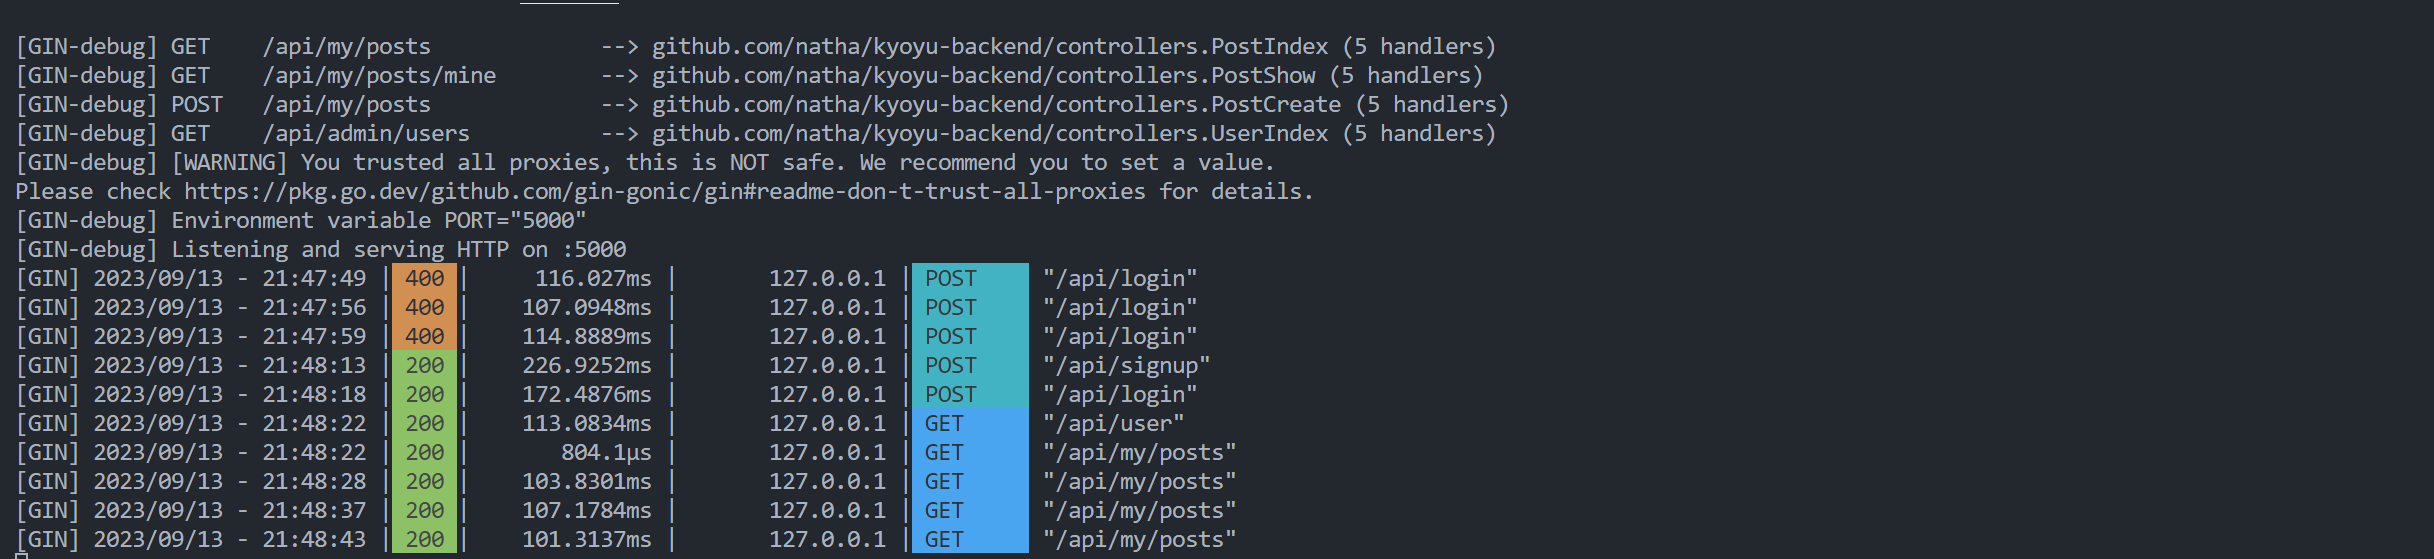 [GIN-debug] GET    /api/my/posts             --> github.com/natha/kyoyu-backend/controllers.PostIndex (5 handlers)
[GIN-debug] GET    /api/my/posts/mine        --> github.com/natha/kyoyu-backend/controllers.PostShow (5 handlers)
[GIN-debug] POST   /api/my/posts             --> github.com/natha/kyoyu-backend/controllers.PostCreate (5 handlers)
[GIN-debug] GET    /api/admin/users          --> github.com/natha/kyoyu-backend/controllers.UserIndex (5 handlers)
[GIN-debug] [WARNING] You trusted all proxies, this is NOT safe. We recommend you to set a value.
Please check https://pkg.go.dev/github.com/gin-gonic/gin#readme-don-t-trust-all-proxies for details.
[GIN-debug] Environment variable PORT="5000"
[GIN-debug] Listening and serving HTTP on :5000
[GIN] 2023/09/13 - 21:47:49 | 400 |     116.027ms |       127.0.0.1 | POST     "/api/login"
[GIN] 2023/09/13 - 21:47:56 | 400 |    107.0948ms |       127.0.0.1 | POST     "/api/login"
[GIN] 2023/09/13 - 21:47:59 | 400 |    114.8889ms |       127.0.0.1 | POST     "/api/login"
[GIN] 2023/09/13 - 21:48:13 | 200 |    226.9252ms |       127.0.0.1 | POST     "/api/signup"
[GIN] 2023/09/13 - 21:48:18 | 200 |    172.4876ms |       127.0.0.1 | POST     "/api/login"
[GIN] 2023/09/13 - 21:48:22 | 200 |    113.0834ms |       127.0.0.1 | GET      "/api/user"
[GIN] 2023/09/13 - 21:48:22 | 200 |       804.1µs |       127.0.0.1 | GET      "/api/my/posts"
[GIN] 2023/09/13 - 21:48:28 | 200 |    103.8301ms |       127.0.0.1 | GET      "/api/my/posts"
[GIN] 2023/09/13 - 21:48:37 | 200 |    107.1784ms |       127.0.0.1 | GET      "/api/my/posts"
[GIN] 2023/09/13 - 21:48:43 | 200 |    101.3137ms |       127.0.0.1 | GET      "/api/my/posts"